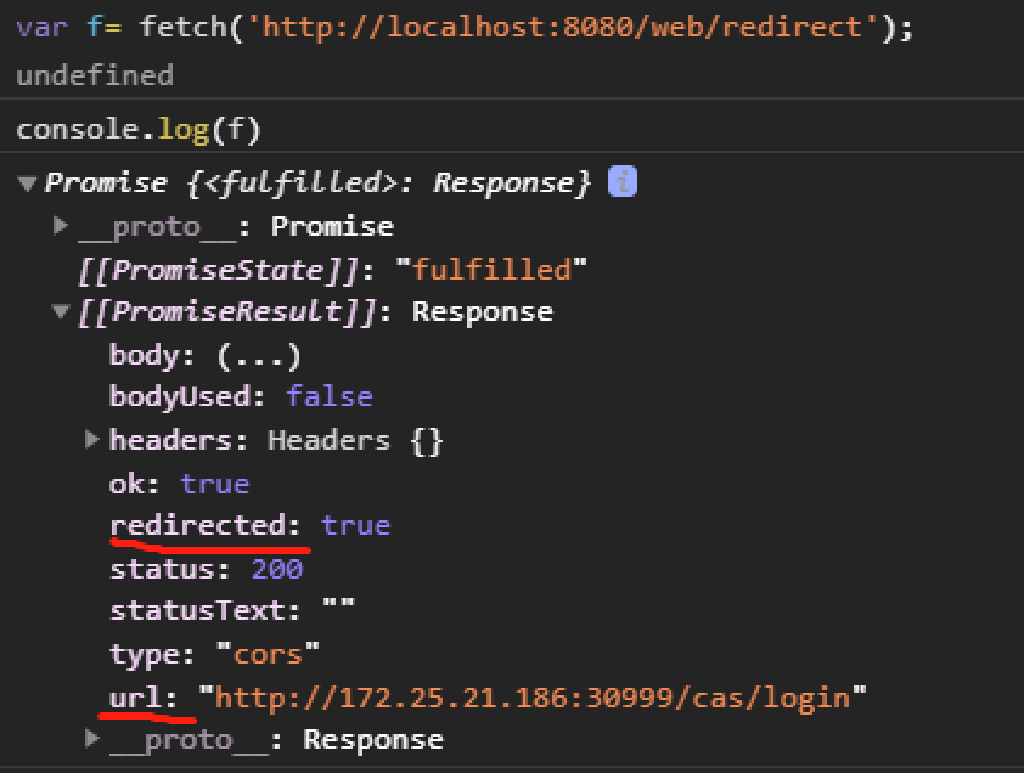 var f= fetch('http://localhost:8080/web/redirect');
undefined
console.log(f)
Promise {<fulfilled>: Response} i
__proto__: Promise
[[PromiseState]]: "fulfilled"
[[PromiseResult]]: Response
body: (...)
bodyUsed: false
headers: Headers {}
ok: true
redirected: true
status: 200
statusText: ""
type: "cors"
url: "http://172.25.21.186:30999/cas/login"
__proto__: Response